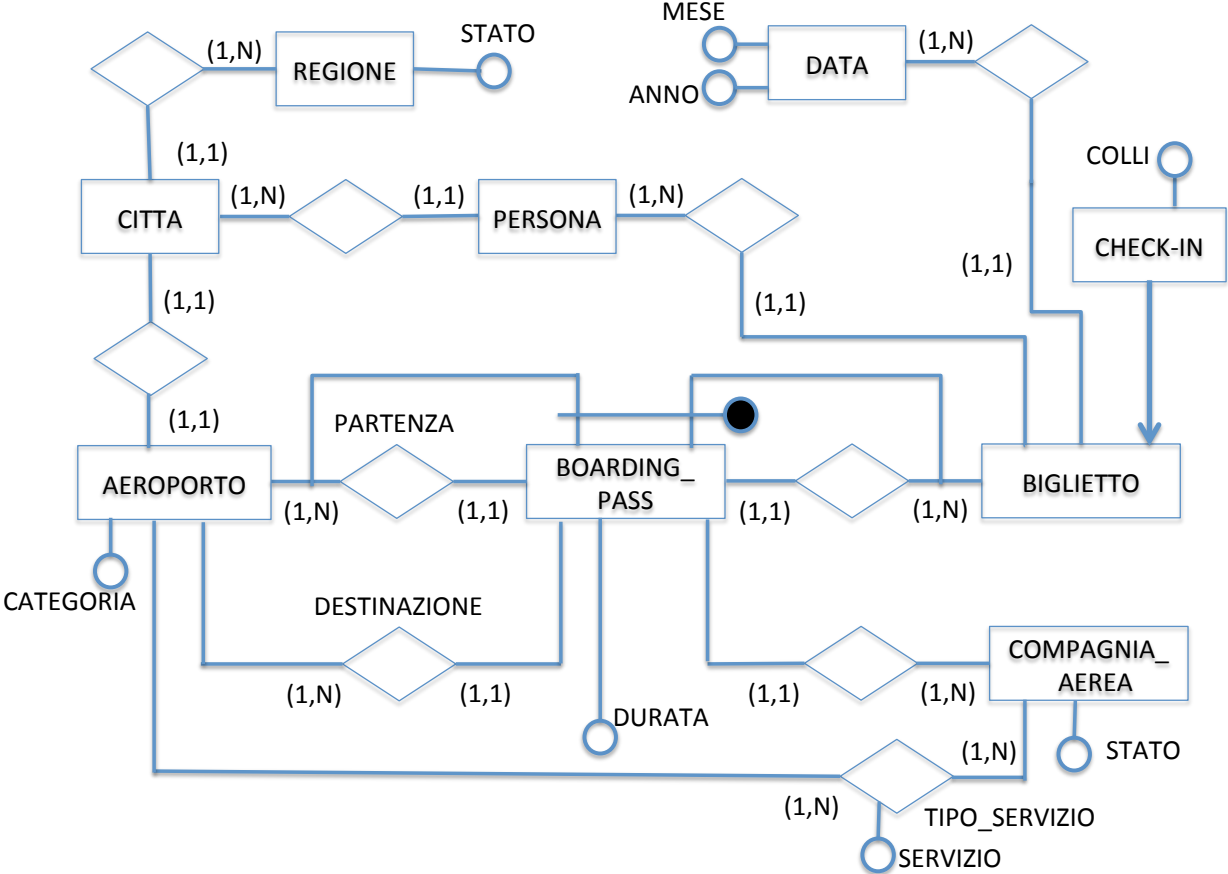 MESE
STATO
(1,N)
(1,N)
REGIONE
DATA
ANNO
(1,1)
COLLI
(1,N)
(1,1)
(1,N)
CITTA
PERSONA
CHECK-IN
(1,1)
(1,1)
(1,1)
(1,1)
PARTENZA
BOARDING_
PASS
AEROPORTO
BIGLIETTO
(1,N)
(1,1)
(1,1)
(1,N)
CATEGORIA
DESTINAZIONE
COMPAGNIA_
AEREA
(1,N)
(1,1)
(1,1)
(1,N)
DURATA
(1,N)
STATO
(1,N)
TIPO_SERVIZIO
SERVIZIO